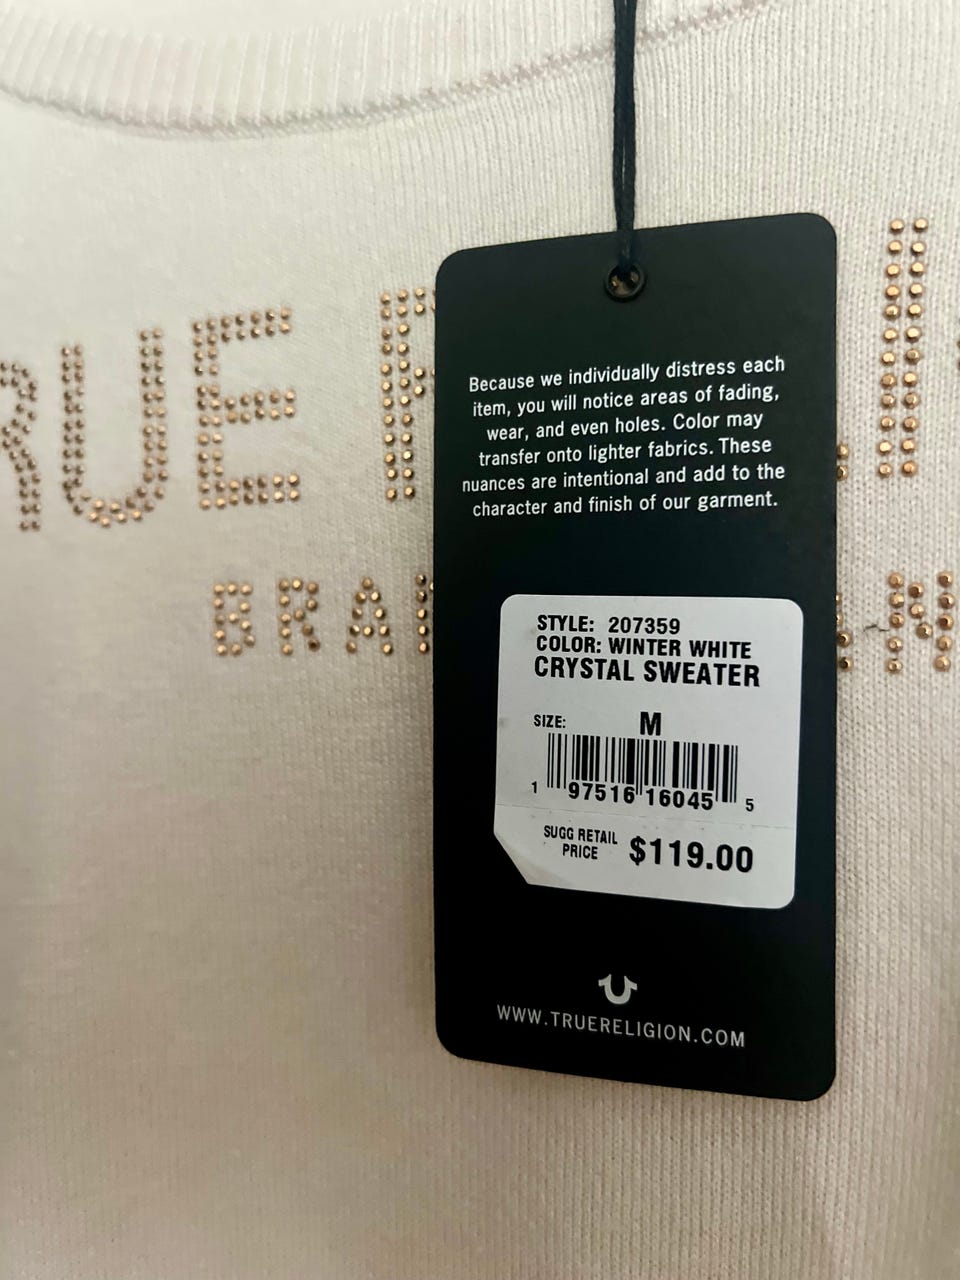 RUE
BRA
Because we individually distress each
item, you will notice areas of fading,
wear, and even holes. Color may
transfer onto lighter fabrics. These
nuances are intentional and add to the
character and finish of our garment.
STYLE: 207359
COLOR: WINTER WHITE
CRYSTAL SWEATER
SIZE: M
1 97516 16045 5
SUGG RETAIL
PRICE $119.00
WWW.TRUERELIGION.COM